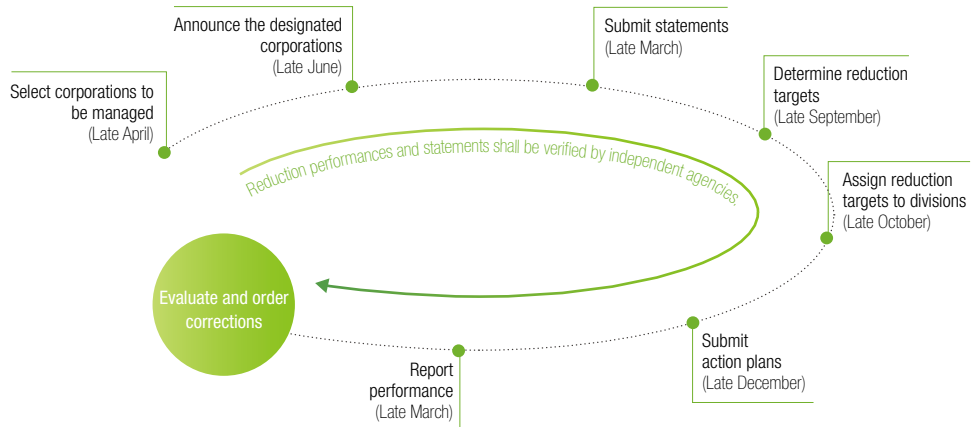 Select corporations to
be managed
(Late April)
Announce the designated
corporations
(Late June)
Submit statements
(Late March)
Determine reduction
targets
(Late September)
Assign reduction
targets to divisions
(Late October)
Submit
action plans
(Late December)
Report
performance
(Late March)
Evaluate and order
corrections
Reduction performances and statements shall be verified by independent agencies.